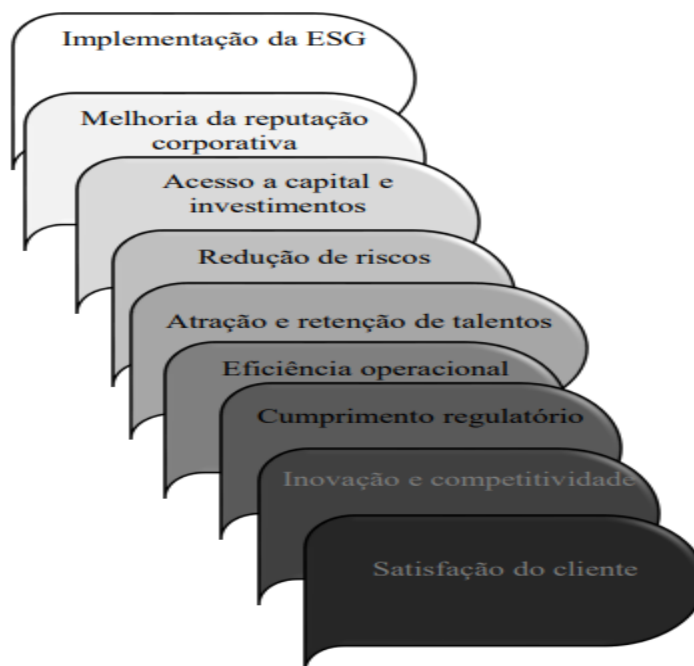 Implementação da ESG
Melhoria da reputação
corporativa
Acesso a capital e
investimentos
Redução de riscos
Atração e retenção de talentos
Eficiência operacional
Cumprimento regulatório
Inovação e competitividade
Satisfação do cliente